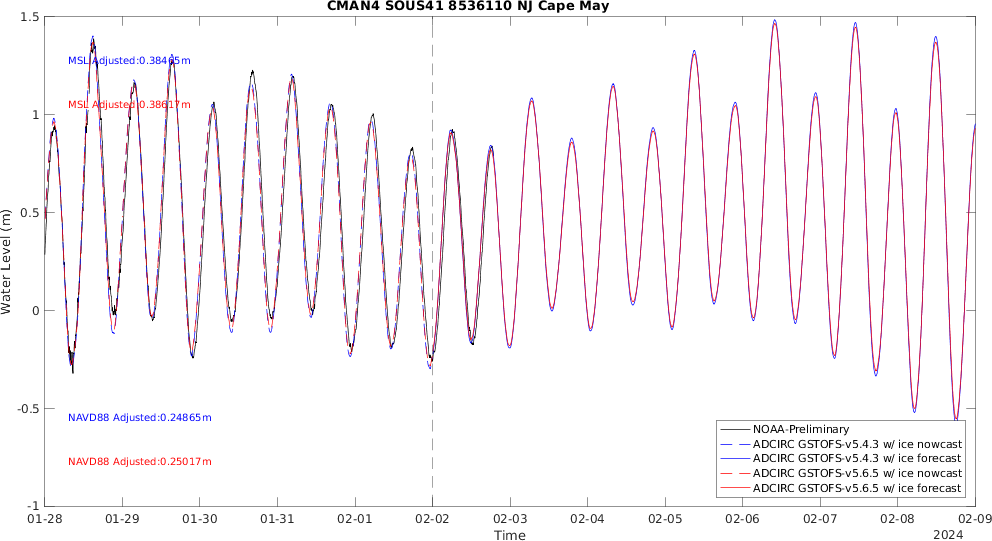 CMAN4 SOUS41 8536110 NJ Cape May
1.5
MSL Adjusted:0.38465m
MSL Adjusted:0.38617m
1
0.5
Water Level (m)
0
-0.5
NAVD88 Adjusted:0.24865m
NAVD88 Adjusted:0.25017m
NOAA-Preliminary
ADCIRC GSTOFS-v5.4.3 w/ ice nowcast
ADCIRC GSTOFS-v5.4.3 w/ ice forecast
ADCIRC GSTOFS-v5.6.5 w/ ice nowcast
ADCIRC GSTOFS-v5.6.5 w/ ice forecast
-1
01-28 01-29 01-30 01-31 02-01 02-02 02-03 02-04 02-05 02-06 02-07 02-08 02-09
Time
2024